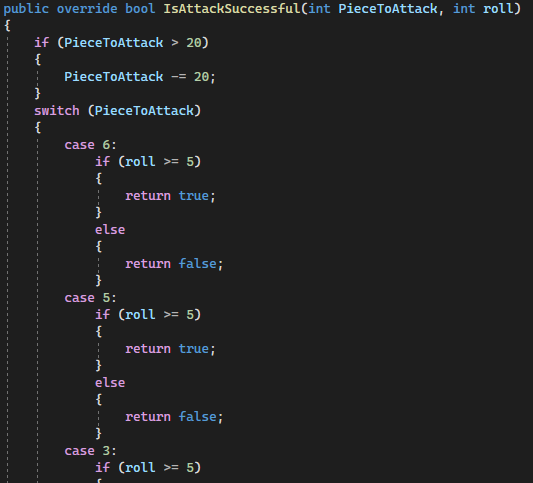 public override bool IsAttackSuccessful(int PieceToAttack, int roll)
{
    if (PieceToAttack > 20)
    {
        PieceToAttack -= 20;
    }
    switch (PieceToAttack)
    {
        case 6:
            if (roll >= 5)
            {
                return true;
            }
            else
            {
                return false;
            }
        case 5:
            if (roll >= 5)
            {
                return true;
            }
            else
            {
                return false;
            }
        case 3:
            if (roll >= 5)
            {